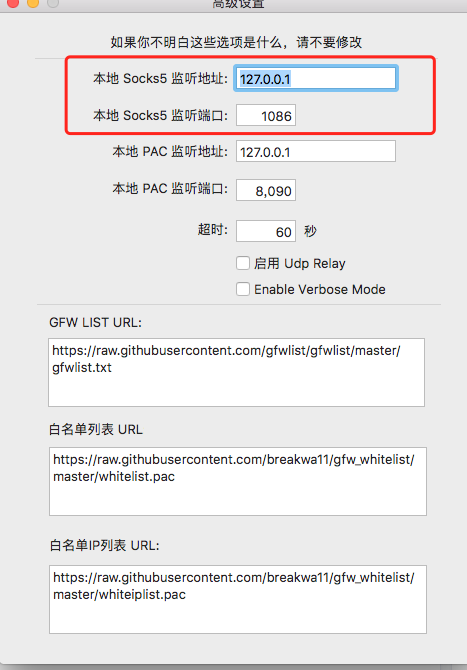 高级设置
如果你不明白这些选项是什么，请不要修改
本地 Socks5 监听地址: 127.0.0.1
本地 Socks5 监听端口: 1086
本地 PAC 监听地址: 127.0.0.1
本地 PAC 监听端口: 8,090
超时: 60 秒
启用 Udp Relay
Enable Verbose Mode
GFW LIST URL:
https://raw.githubusercontent.com/gfwlist/gfwlist/master/
gfwlist.txt
白名单列表 URL
https://raw.githubusercontent.com/breakwa11/gfw_whitelist/
master/whitelist.pac
白名单IP列表 URL:
https://raw.githubusercontent.com/breakwa11/gfw_whitelist/
master/whiteiplist.pac